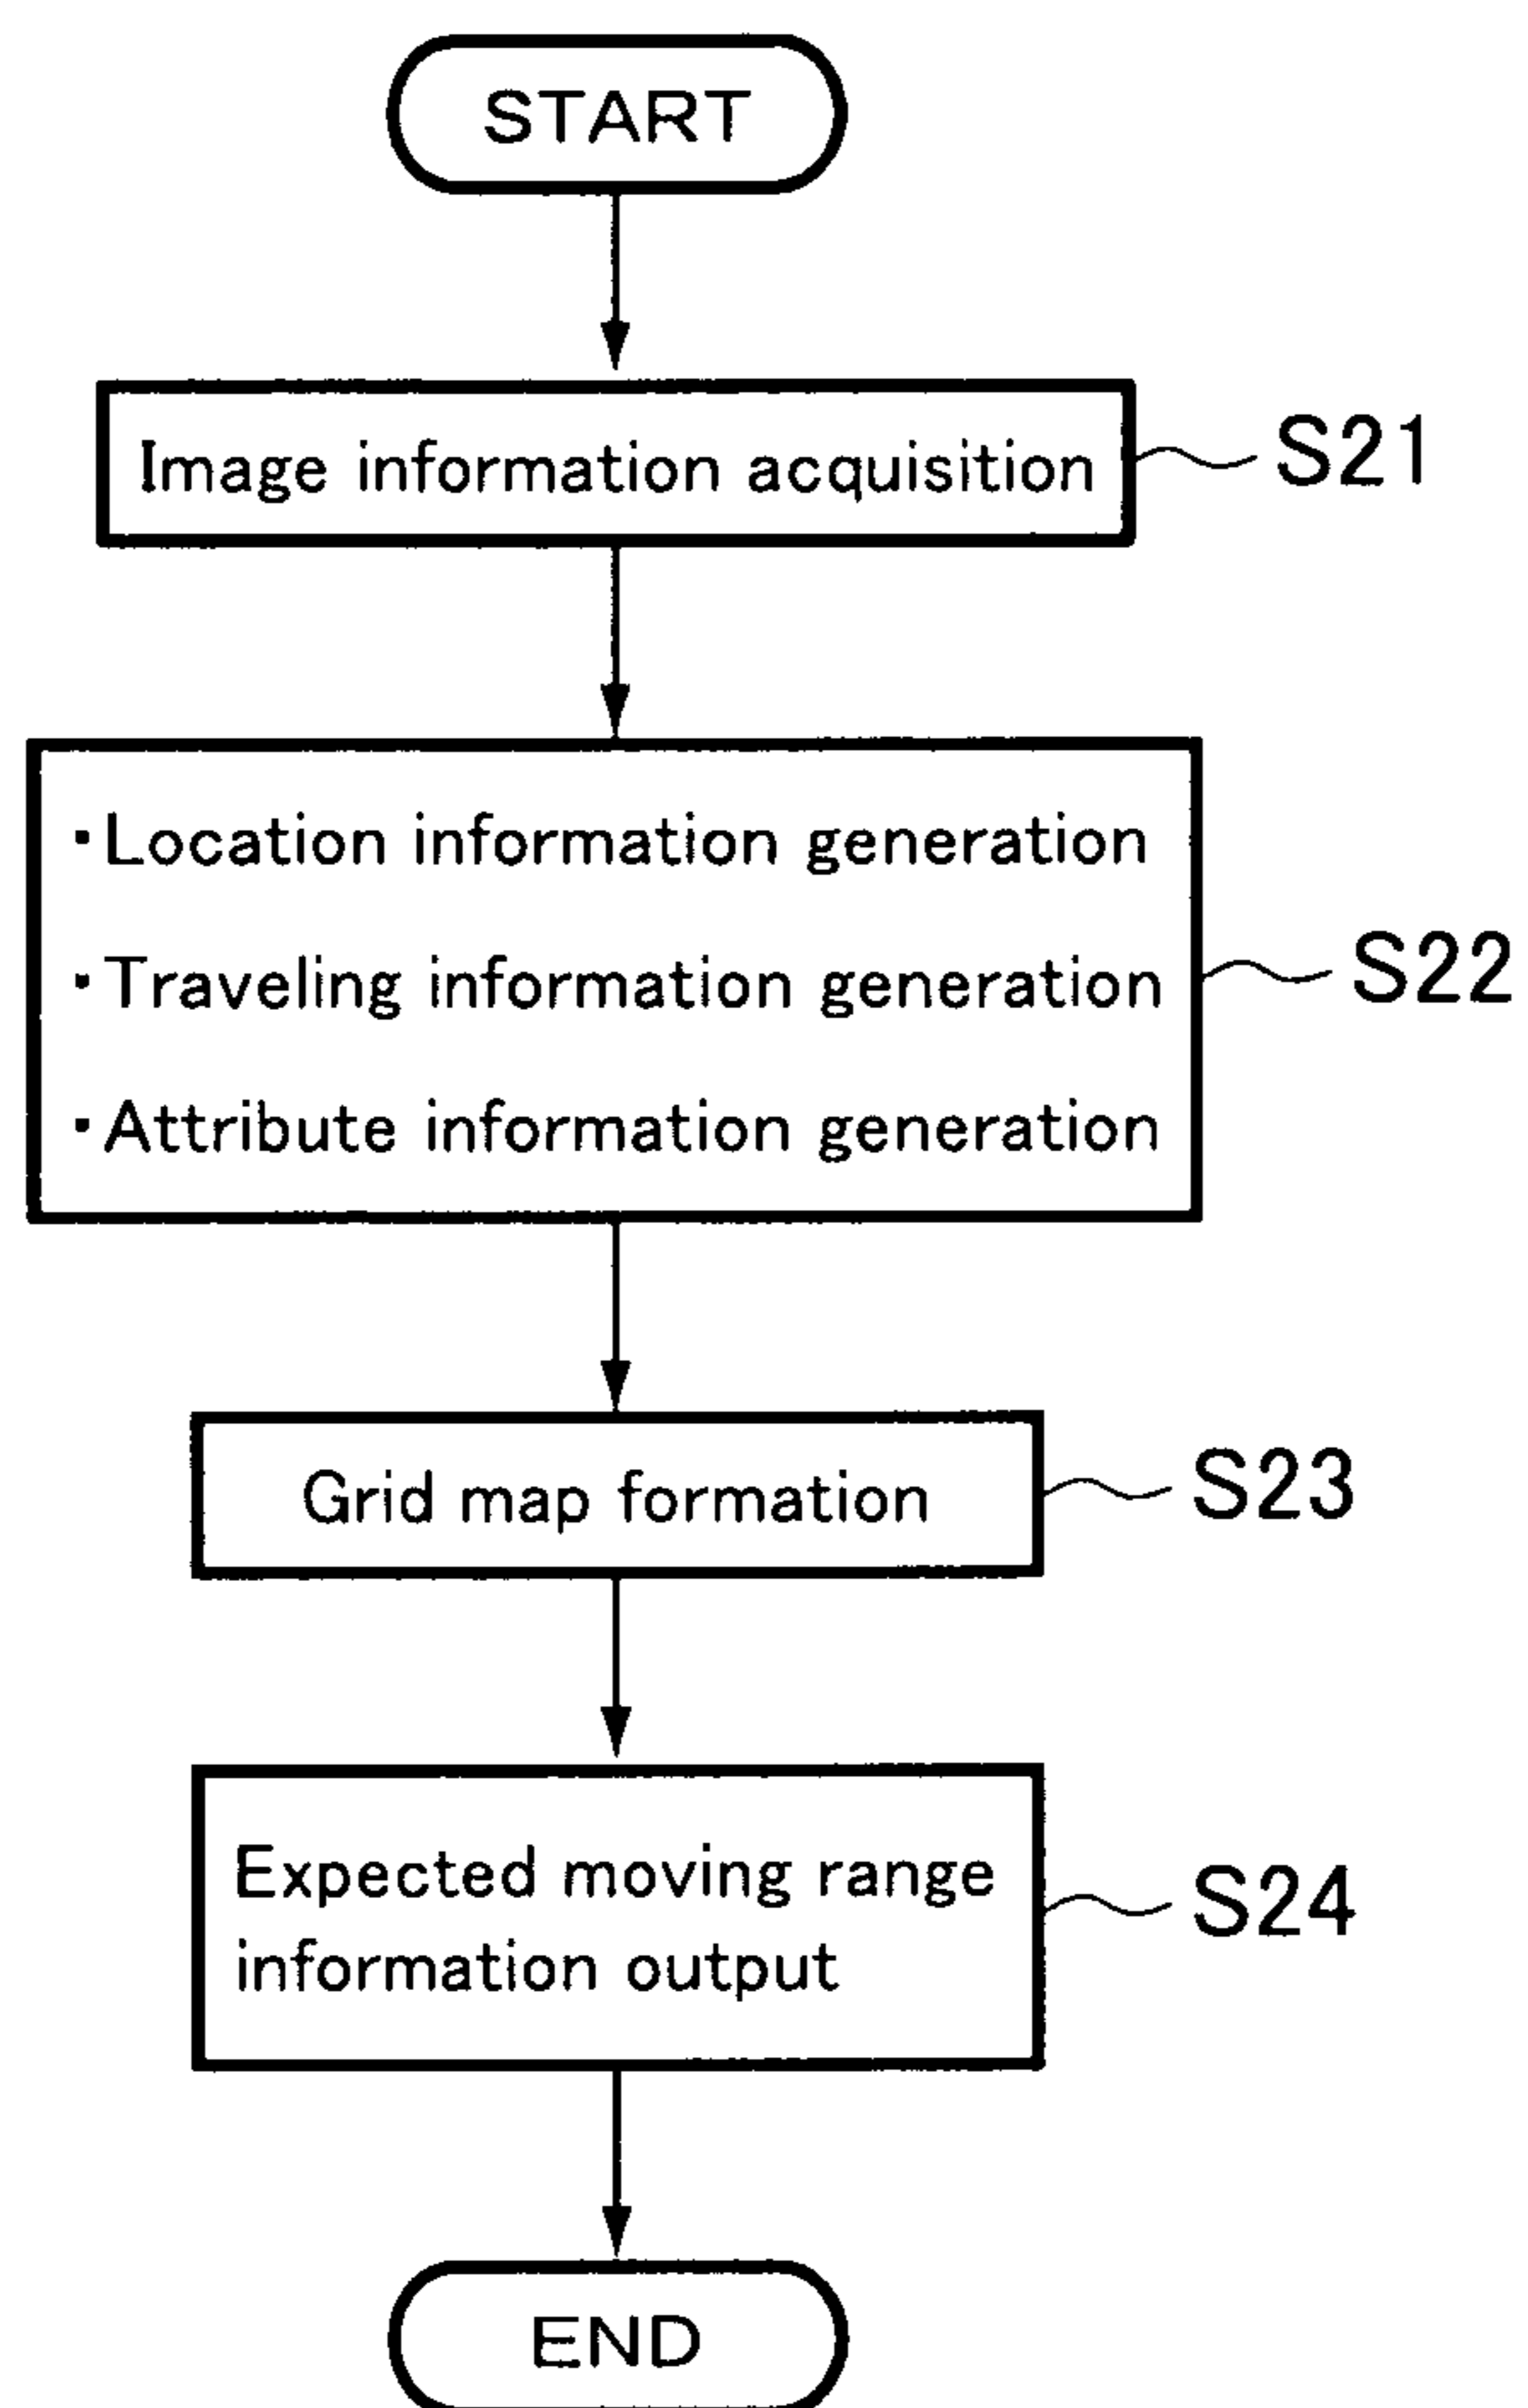 START
Image information acquisition
S21
・Location information generation
・Traveling information generation
S22
・Attribute information generation
Grid map formation
S23
Expected moving range
S24
information output
END